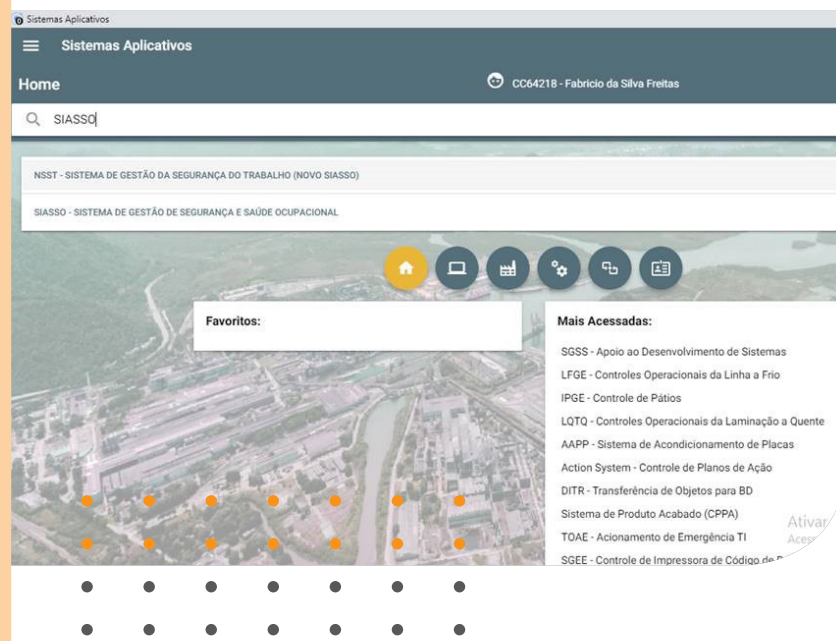 Sistemas Aplicativos
Sistemas Aplicativos
Home
CC64218 - Fabricio da Silva Freitas
SIASSO
NSST - SISTEMA DE GESTÃO DA SEGURANÇA DO TRABALHO (NOVO SIASSO)
SIASSO - SISTEMA DE GESTÃO DE SEGURANÇA E SAÚDE OCUPACIONAL
Favoritos:
Mais Acessadas:
SGSS - Apoio ao Desenvolvimento de Sistemas
LFGE - Controles Operacionais da Linha a Frio
IPGE - Controle de Pátios
LQTQ - Controles Operacionais da Laminação a Quente
AAPP - Sistema de Acondicionamento de Placas
Action System - Controle de Planos de Ação
DITR - Transferência de Objetos para BD
Sistema de Produto Acabado (CPPA)
Ativar
TOAE - Acionamento de Emergência TI
SGEE - Controle de Impressora de Código de